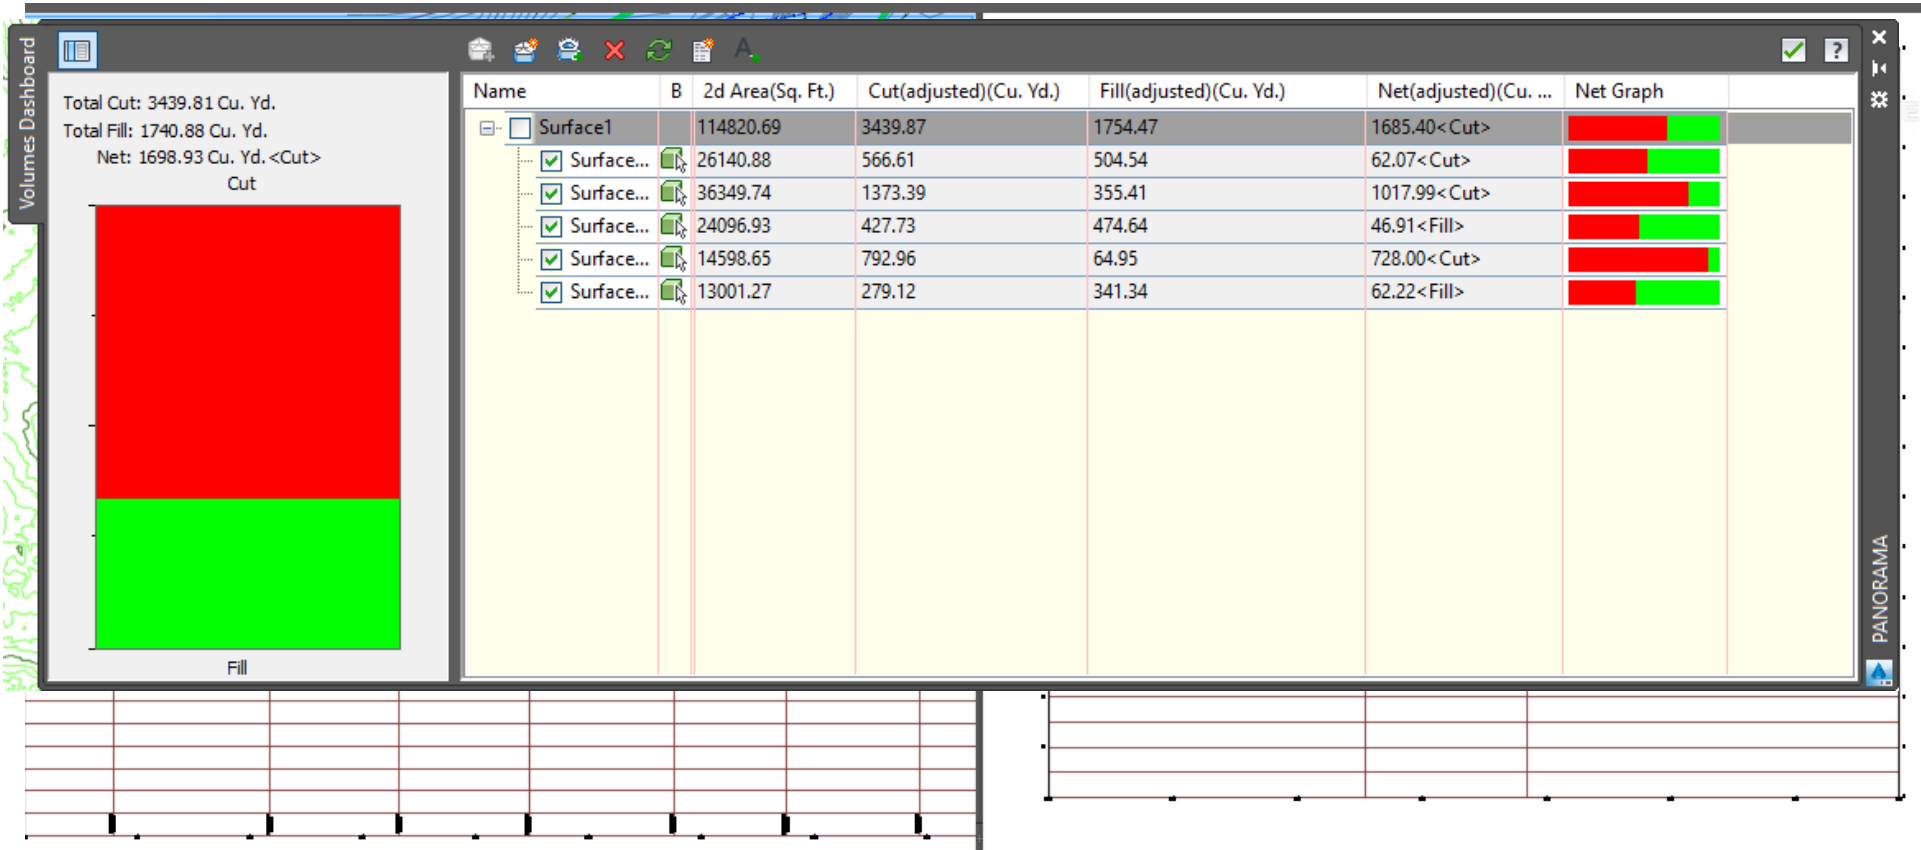 Volumes Dashboard
Total Cut: 3439.81 Cu. Yd.
Total Fill: 1740.88 Cu. Yd.
Net: 1698.93 Cu. Yd.<Cut>
Cut
Fill
Name B 2d Area(Sq. Ft.) Cut(adjusted)(Cu. Yd.) Fill(adjusted)(Cu. Yd.) Net(adjusted)(Cu. ... Net Graph
Surface1 114820.69 3439.87 1754.47 1685.40<Cut>
Surface... 26140.88 566.61 504.54 62.07<Cut>
Surface... 36349.74 1373.39 355.41 1017.99<Cut>
Surface... 24096.93 427.73 474.64 46.91<Fill>
Surface... 14598.65 792.96 64.95 728.00<Cut>
Surface... 13001.27 279.12 341.34 62.22<Fill>
PANORAMA